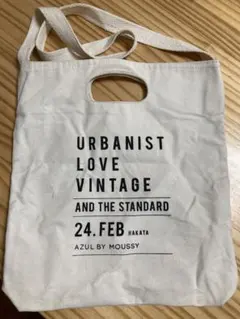 URBANIST
LOVE
VINTAGE
AND THE STANDARD
24.FEB HAKATA
AZUL BY MOUSSY